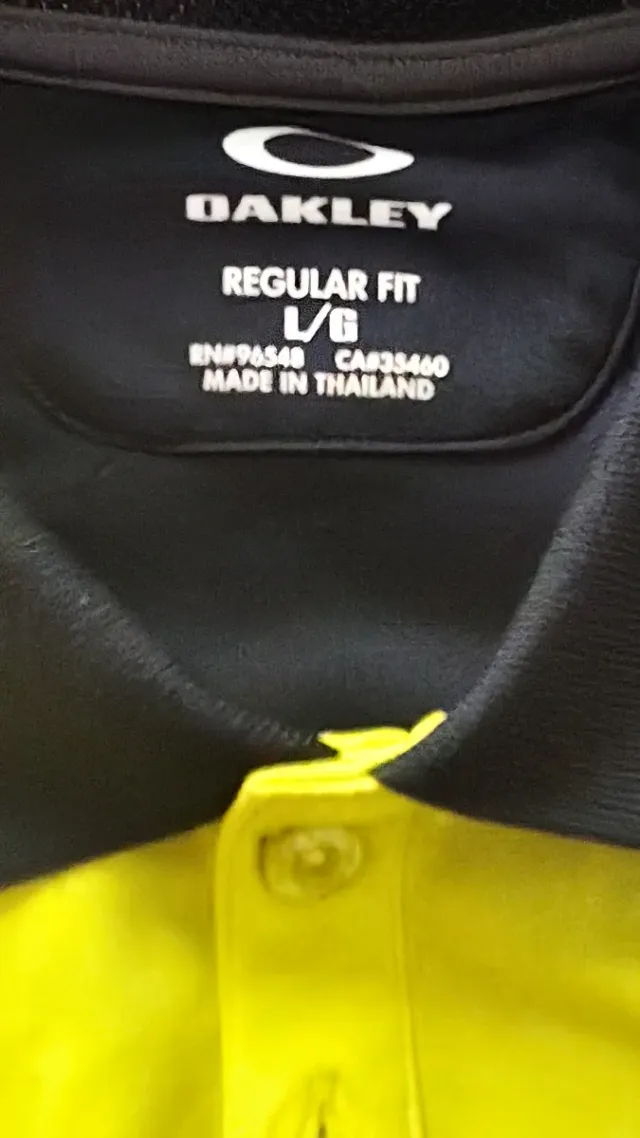 OAKLEY
REGULAR FIT
L/G
RN#96548 CA#35460
MADE IN THAILAND